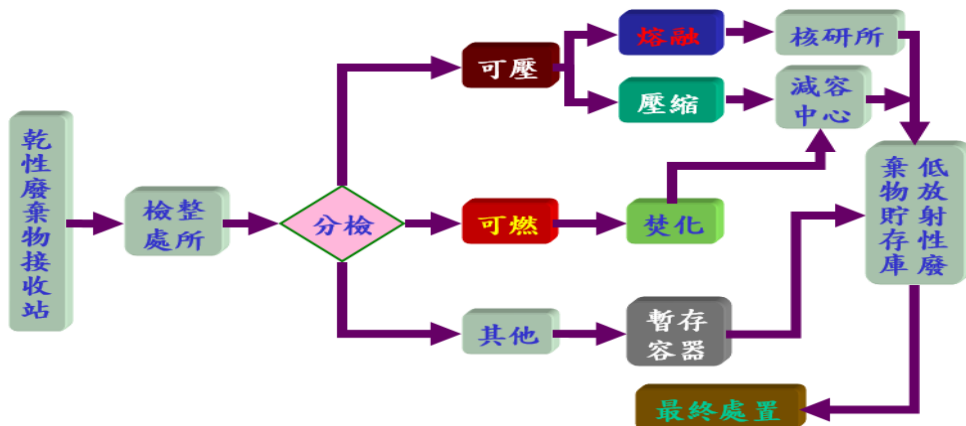 乾性廢棄物接收站
檢整
處所
分檢
可壓
熔融
核研所
壓縮
減容
中心
可燃
焚化
其他
暫存
容器
低放射性廢
棄物貯存庫
最終處置